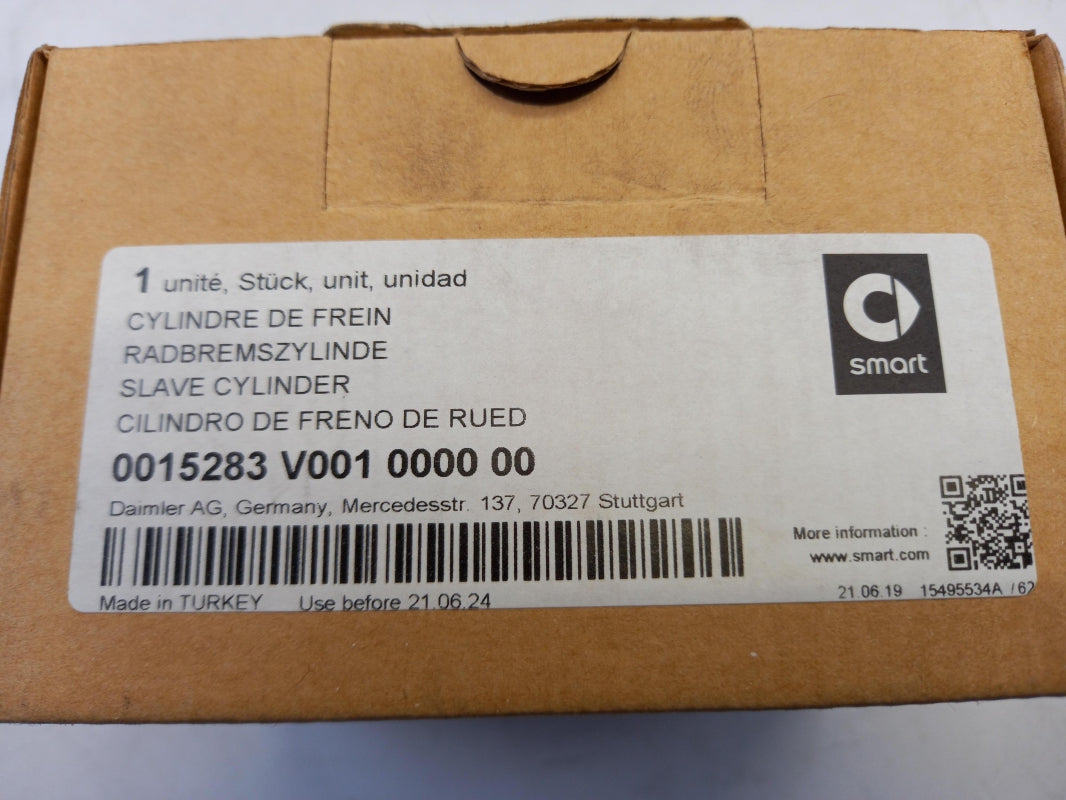 1 unité, Stück, unit, unidad
CYLINDRE DE FREIN
RADBREMSZYLINDE
SLAVE CYLINDER
CILINDRO DE FRENO DE RUED
0015283 V001 0000 00
Daimler AG, Germany, Mercedesstr. 137, 70327 Stuttgart
Made in TURKEY Use before 21.06.24
smart
More information :
www.smart.com
21.06.19 15495534A /62